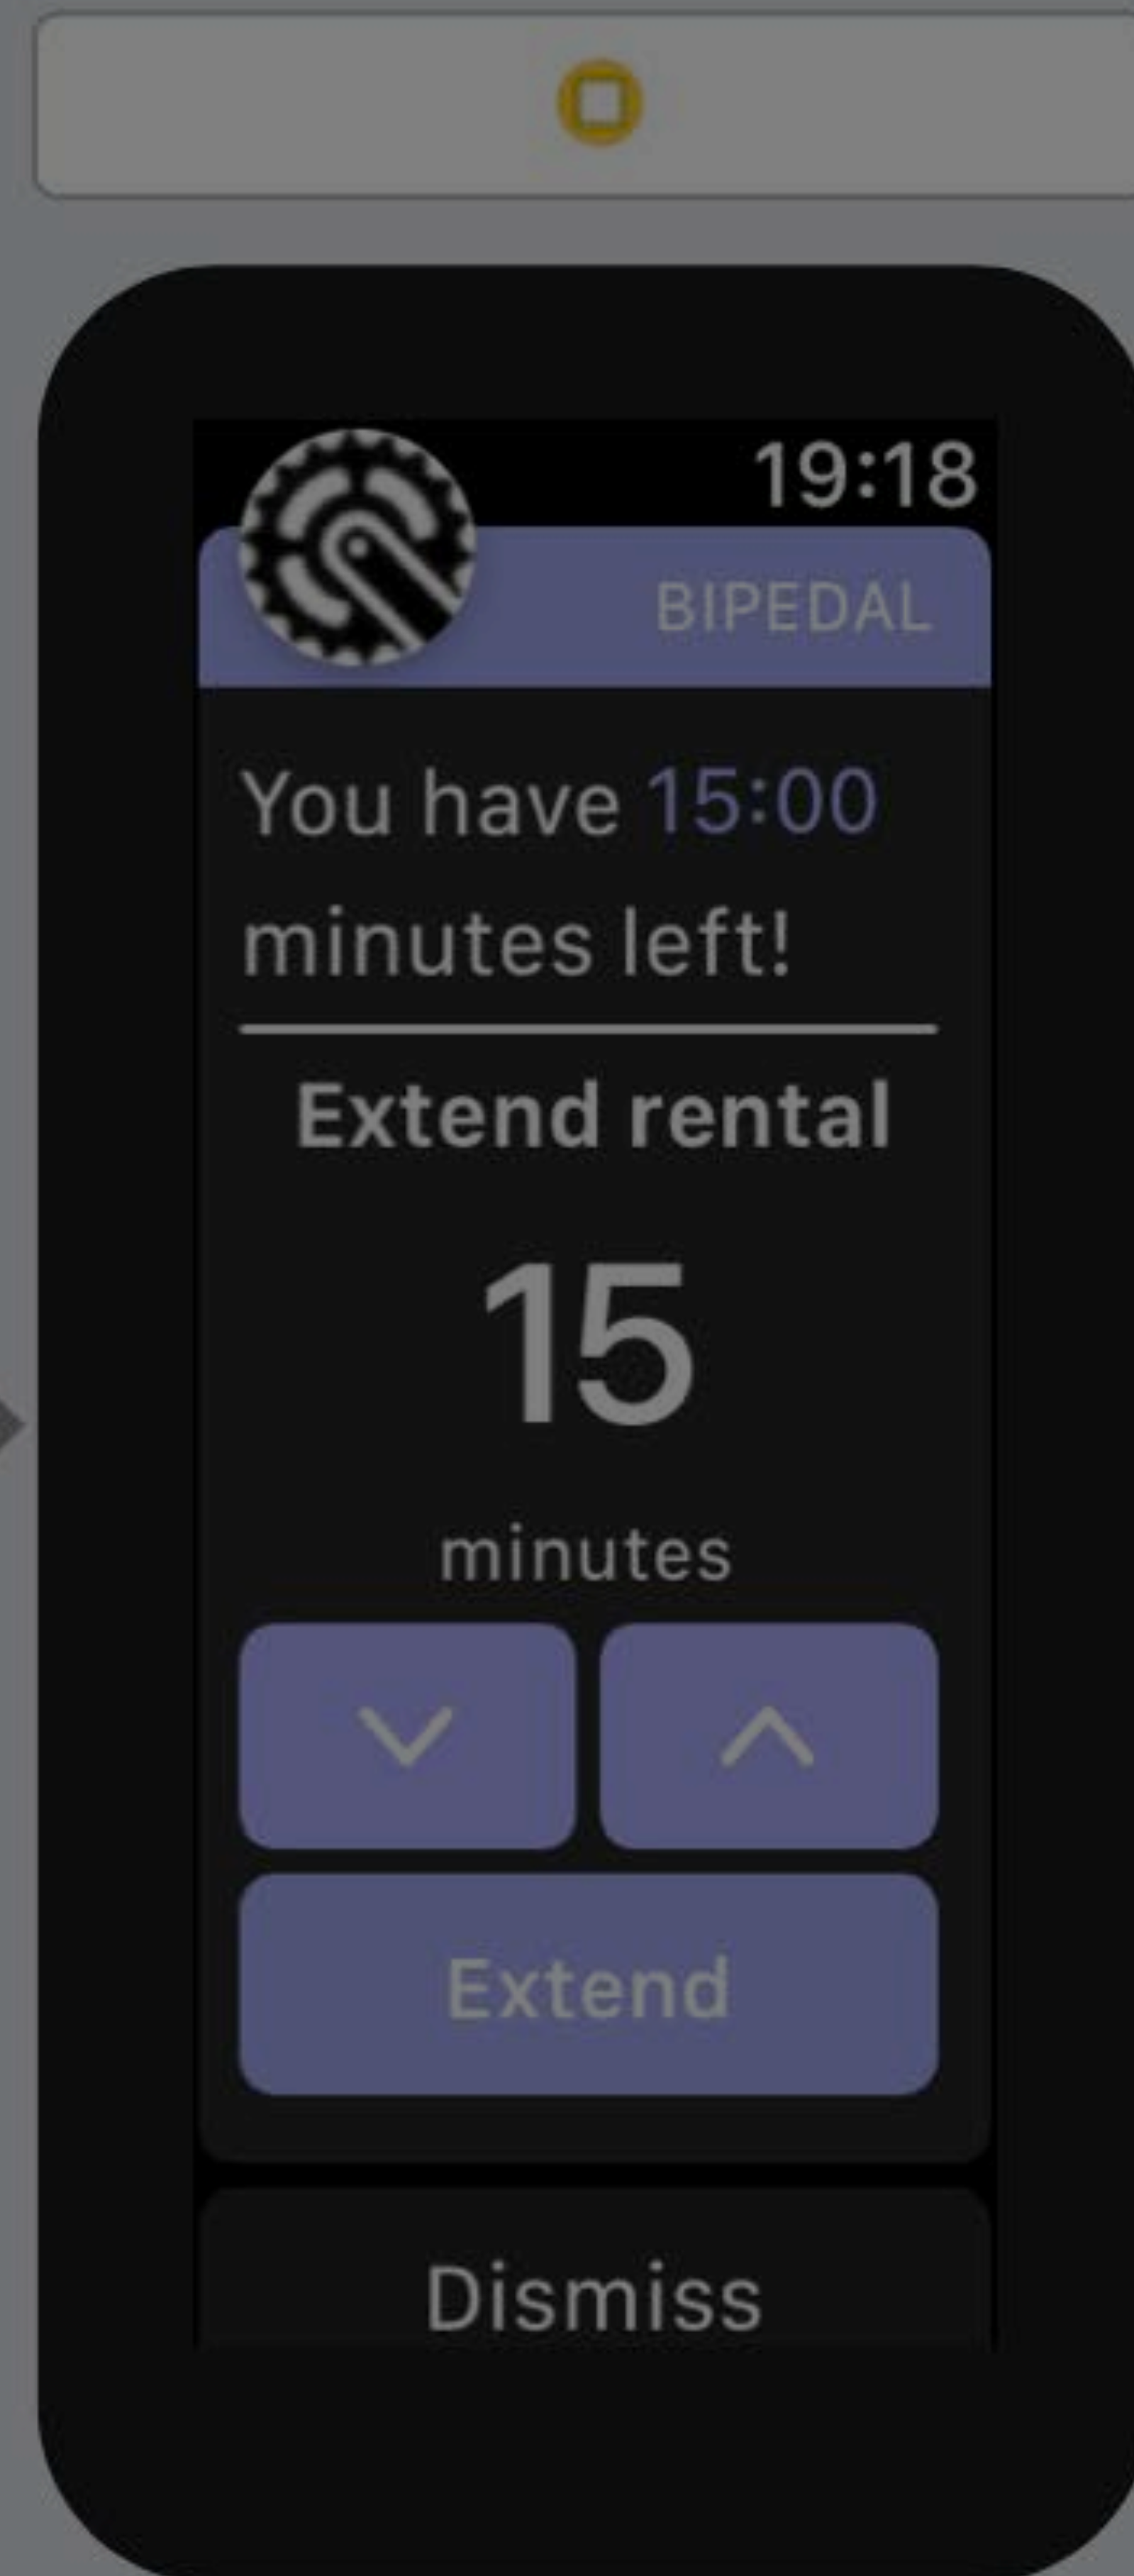 19:18
BIPEDAL
You have 15:00
minutes left!
Extend rental
15
minutes
Extend
Dismiss